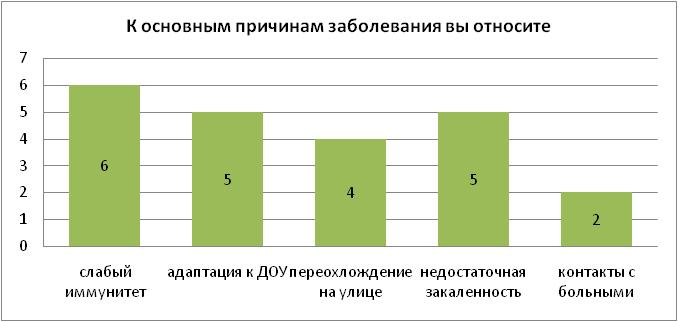 К основным причинам заболевания вы относите
7
6
5
4
3
2
1
0
6
5
4
5
2
слабый
иммунитет
адаптация к ДОУ
переохлождение
на улице
недостаточная
закаленность
контакты с
больными